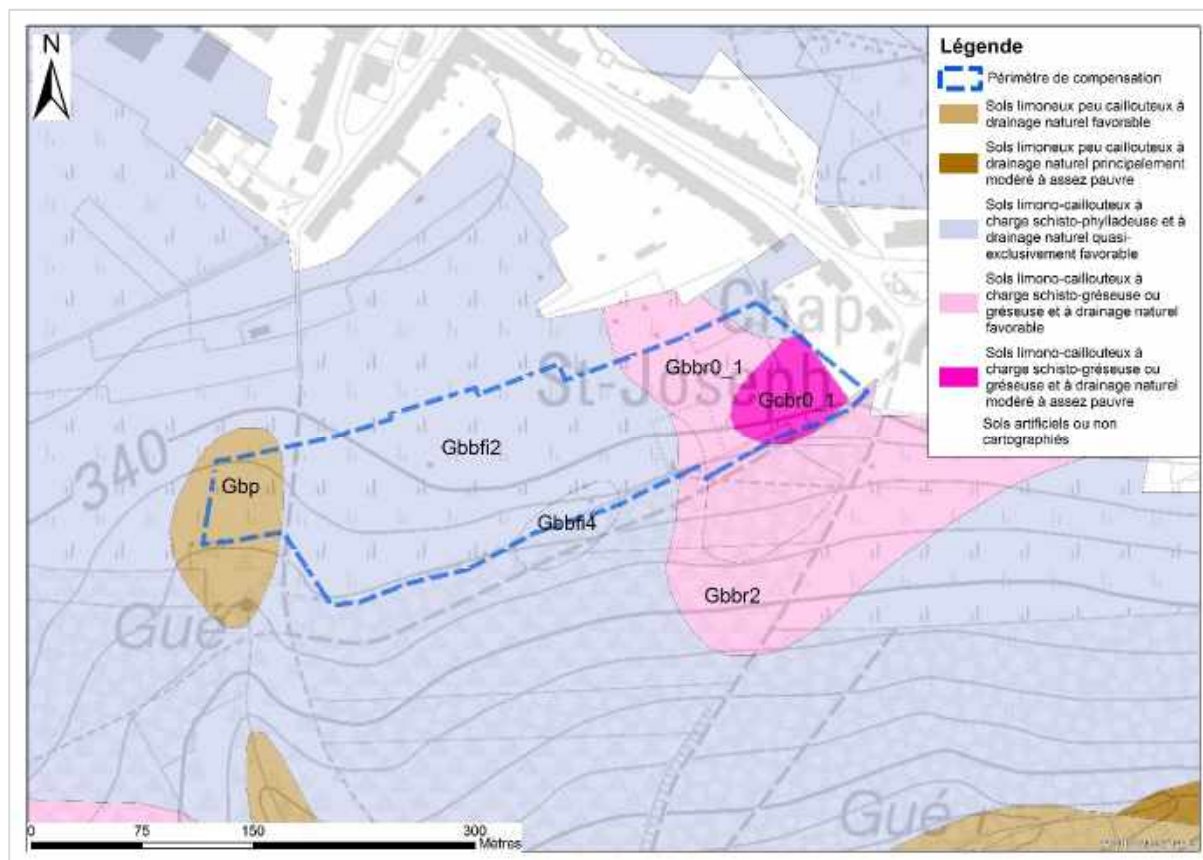 N
Légende
Périmètre de compensation
Sols limoneux peu caillouteux à
drainage naturel favorable
Sols limoneux peu caillouteux à
drainage naturel principalement
modéré à assez pauvre
Sols limono-caillouteux à
charge schisto-phylladeuse et à
drainage naturel quasi-
exclusivement favorable
Sols limono-caillouteux à
charge schisto-gréseuse ou
gréseuse et à drainage naturel
favorable
Sols limono-caillouteux à
charge schisto-gréseuse ou
gréseuse et à drainage naturel
modéré à assez pauvre
Sols artificiels ou non
cartographiés
Chap
St-Joseph
Gbbr0_1
Gcbr0_1
340
Gbbfi2
Gbp
Gbbfi4
Gbbr2
Gué
Gué
0 75 150 300
Mètres